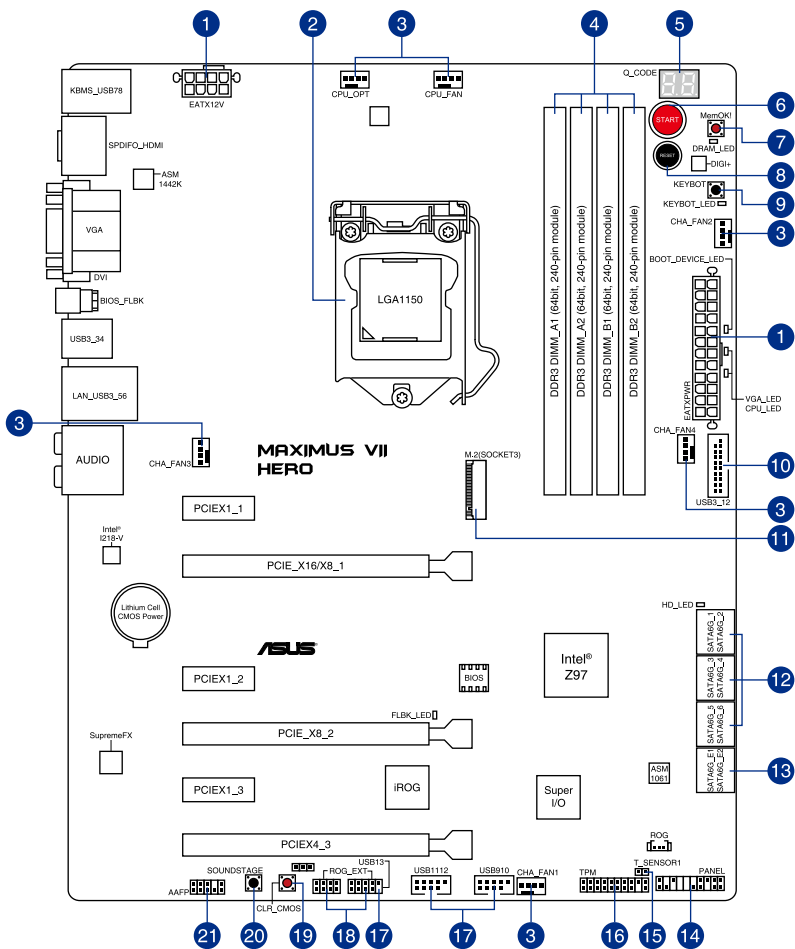 1
2
3
4
5
Q_CODE
KBMS_USB78
EATX12V
CPU_OPT
CPU_FAN
6
START
MemOK!
7
DRAM_LED
SPDIFO_HDMI
ASM
1442K
RESET
DIGI+
8
KEYBOT
9
KEYBOT_LED
CHA_FAN2
3
VGA
DVI
BOOT_DEVICE_LED
BIOS_FLBK
2
LGA1150
DDR3 DIMM_A1 (64bit, 240-pin module)
DDR3 DIMM_A2 (64bit, 240-pin module)
DDR3 DIMM_B1 (64bit, 240-pin module)
DDR3 DIMM_B2 (64bit, 240-pin module)
USB3_34
1
EATXPWR
VGA_LED
CPU_LED
LAN_USB3_56
3
CHA_FAN4
AUDIO
CHA_FAN3
MAXIMUS VII
HERO
M.2(SOCKET3)
10
USB3_12
3
PCIEX1_1
11
Intel®
I218-V
PCIE_X16/X8_1
Lithium Cell
CMOS Power
HD_LED
SATA6G_1
SATA6G_2
ASUS
Intel®
Z97
PCIEX1_2
BIOS
SATA6G_3
SATA6G_4
12
FLBK_LED
SATA6G_5
SATA6G_6
SupremeFX
PCIE_X8_2
SATA6G_E1
SATA6G_E2
13
ASM
1061
PCIEX1_3
iROG
Super
I/O
PCIEX4_3
ROG
T_SENSOR1
SOUNDSTAGE
ROG_EXT
USB13
USB1112
USB910
CHA_FAN1
TPM
PANEL
AAFP
CLR_CMOS
21
20
19
18
17
17
3
16
15
14